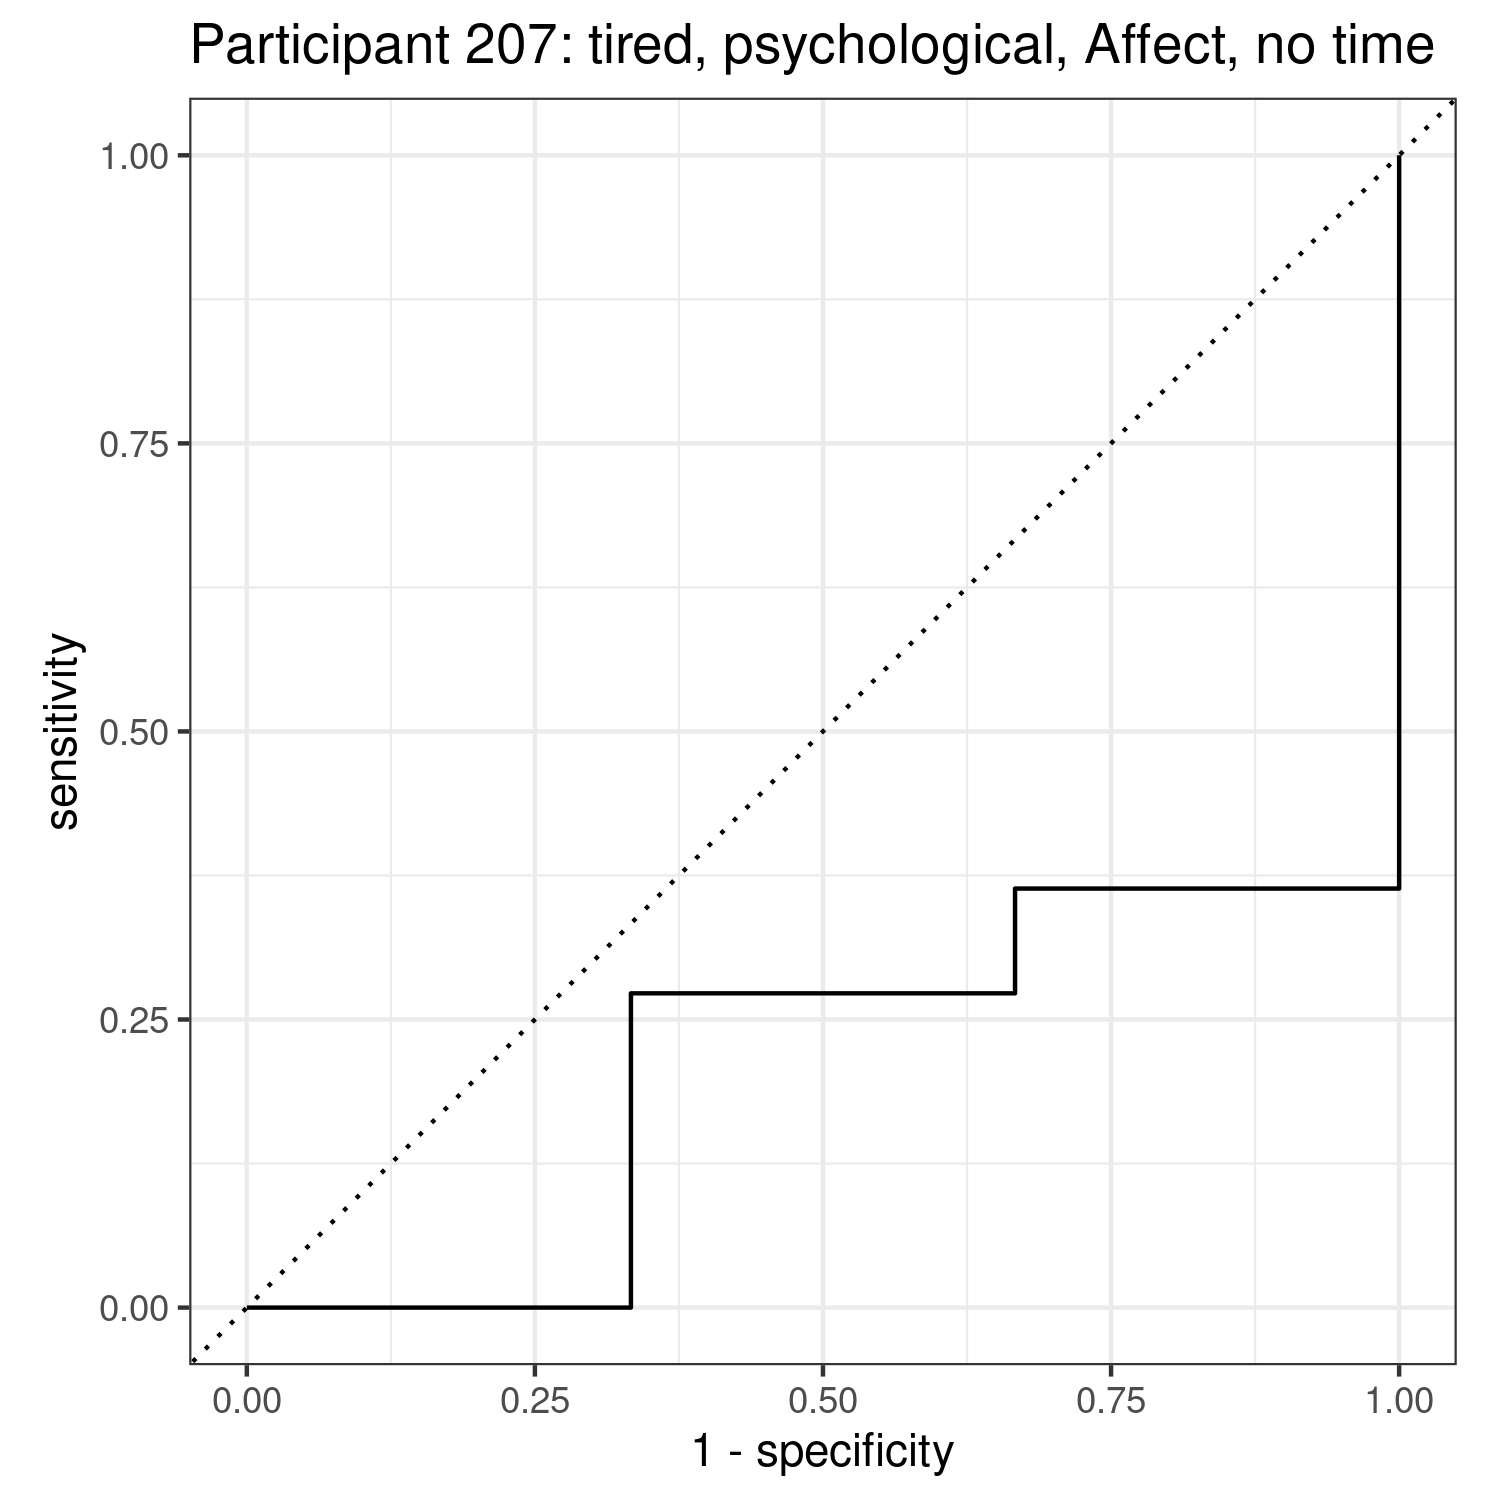 Participant 207: tired, psychological, Affect, no time
1.00
0.75
0.50
0.25
0.00
sensitivity
0.00 0.25 0.50 0.75 1.00
1 - specificity